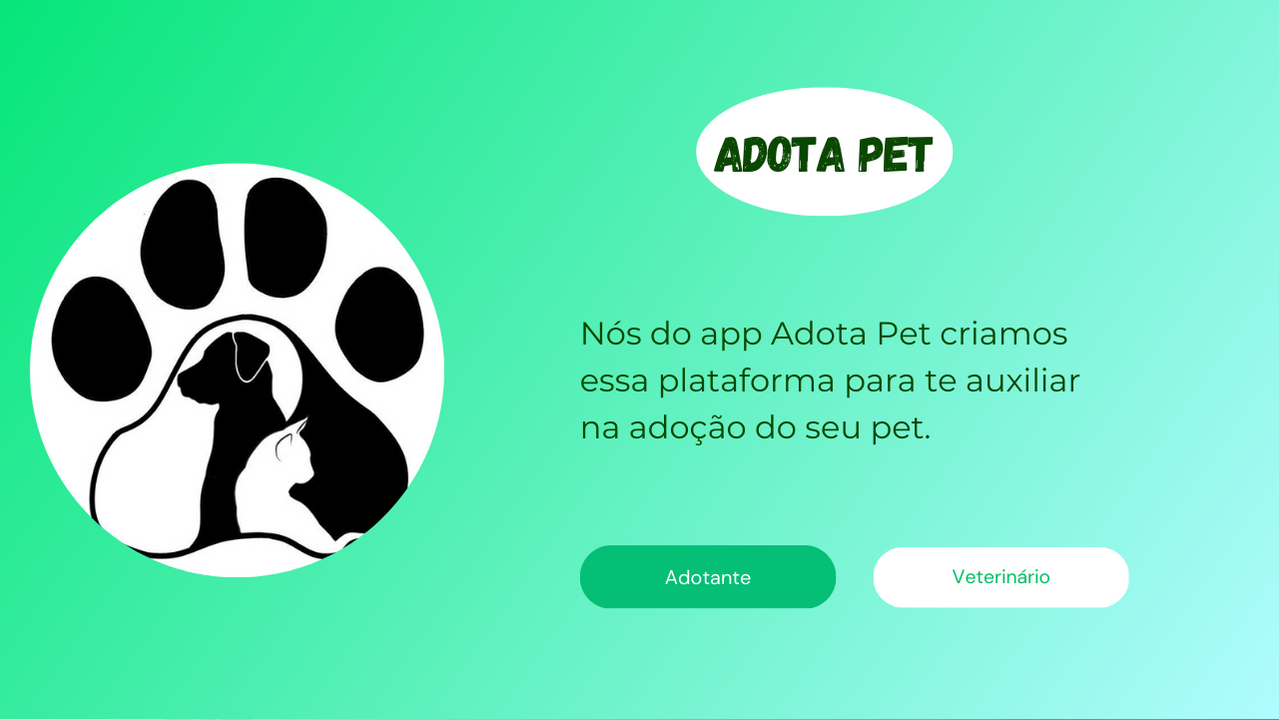 ADOTA PET
Nós do app Adota Pet criamos
essa plataforma para te auxiliar
na adoção do seu pet.
Adotante
Veterinário